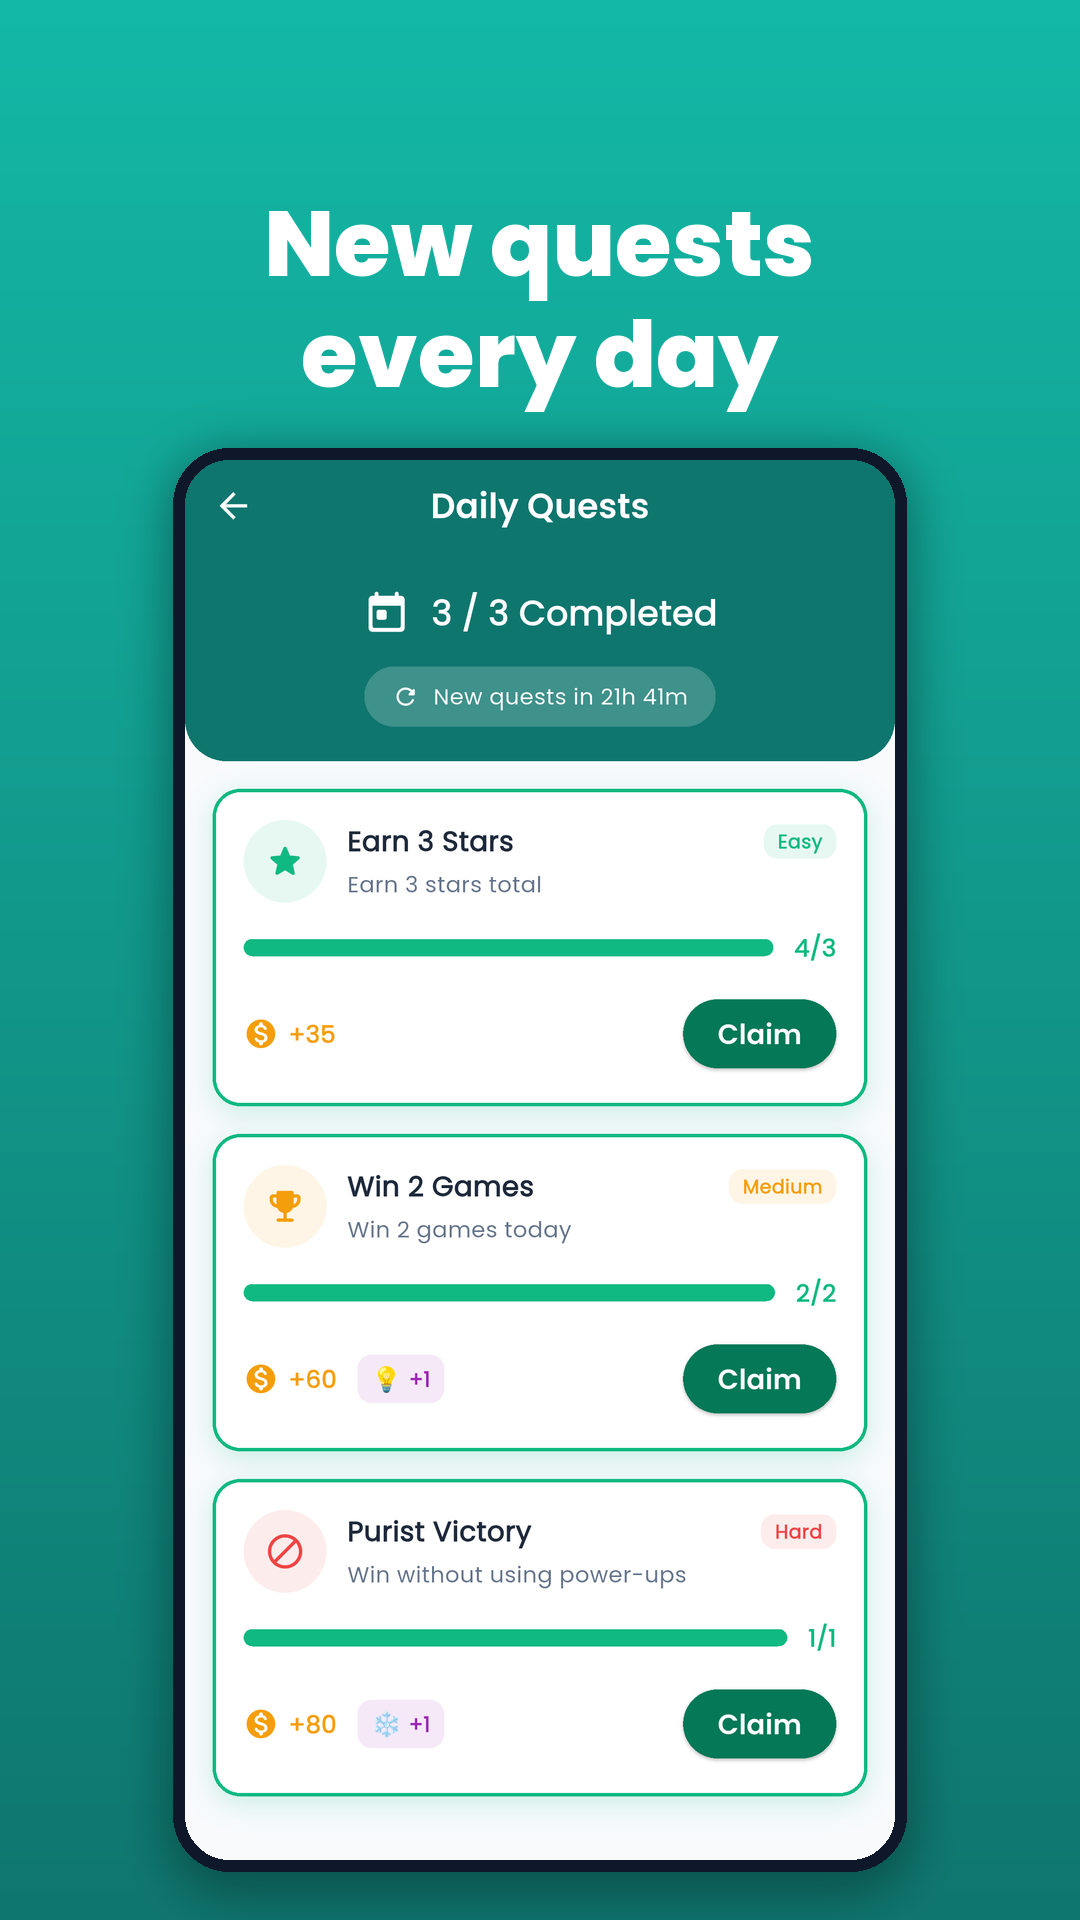 New quests
every day
Daily Quests
3 / 3 Completed
New quests in 21h 41m
Earn 3 Stars
Easy
Earn 3 stars total
4/3
+35
Claim
Win 2 Games
Medium
Win 2 games today
2/2
+60
+1
Claim
Purist Victory
Hard
Win without using power-ups
1/1
+80
+1
Claim